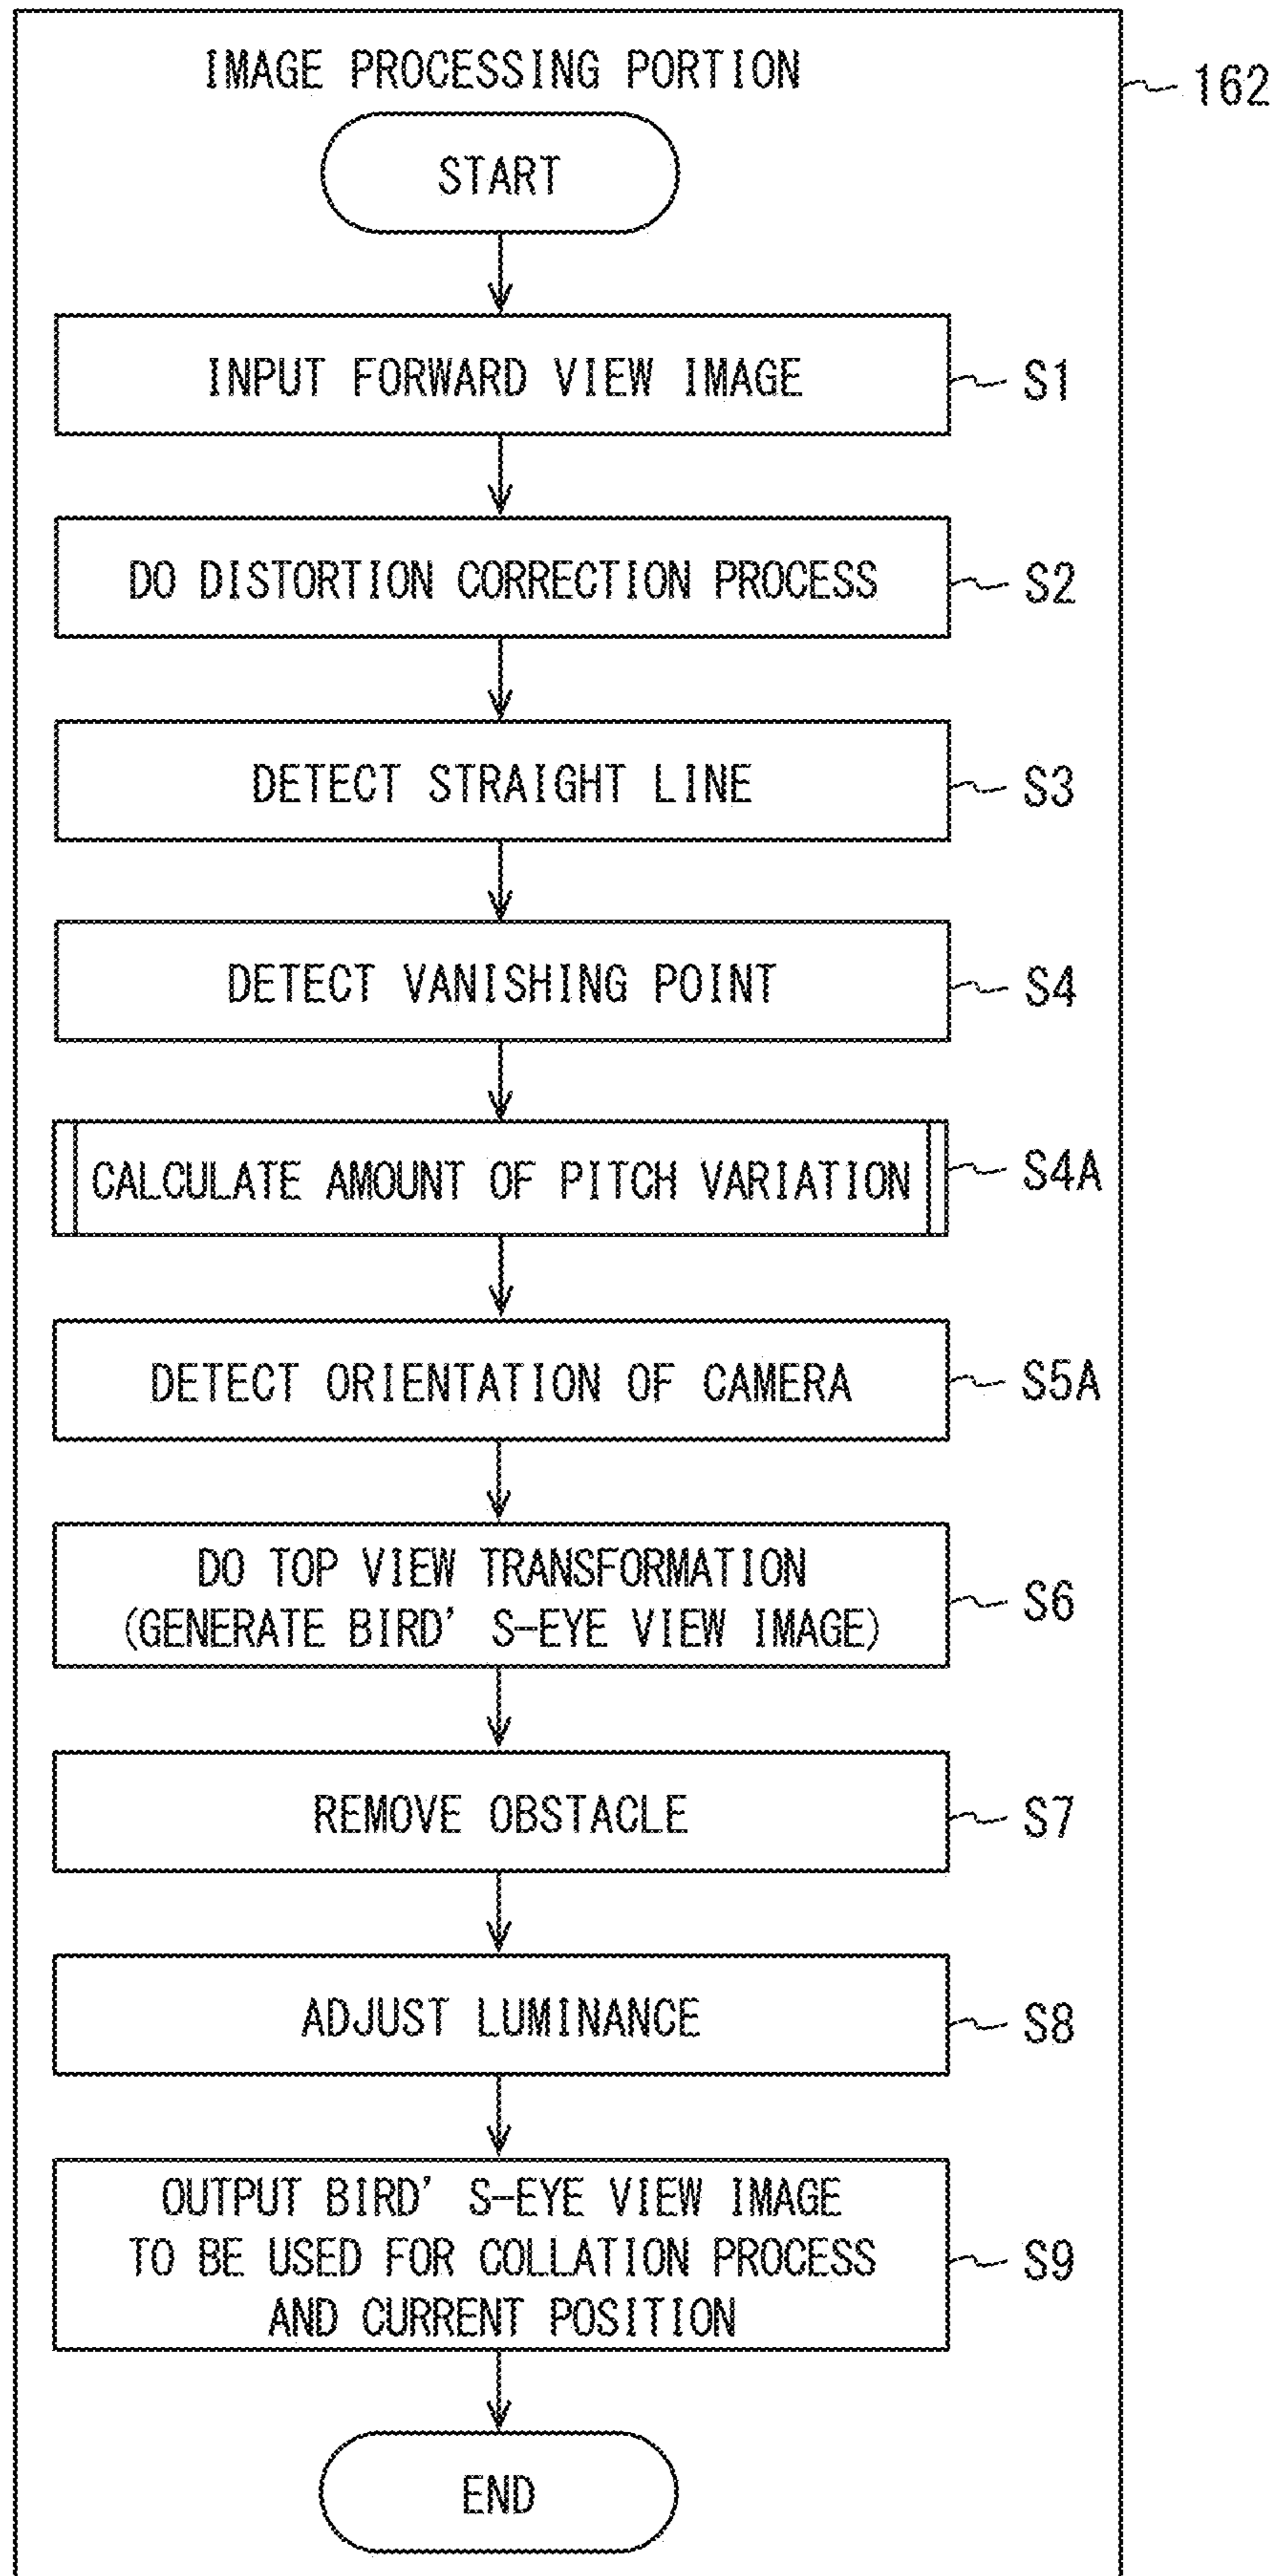 IMAGE PROCESSING PORTION
162
START
INPUT FORWARD VIEW IMAGE
S1
DO DISTORTION CORRECTION PROCESS
S2
DETECT STRAIGHT LINE
S3
DETECT VANISHING POINT
S4
CALCULATE AMOUNT OF PITCH VARIATION
S4A
DETECT ORIENTATION OF CAMERA
S5A
DO TOP VIEW TRANSFORMATION
(GENERATE BIRD' S-EYE VIEW IMAGE)
S6
REMOVE OBSTACLE
S7
ADJUST LUMINANCE
S8
OUTPUT BIRD' S-EYE VIEW IMAGE
TO BE USED FOR COLLATION PROCESS
AND CURRENT POSITION
S9
END